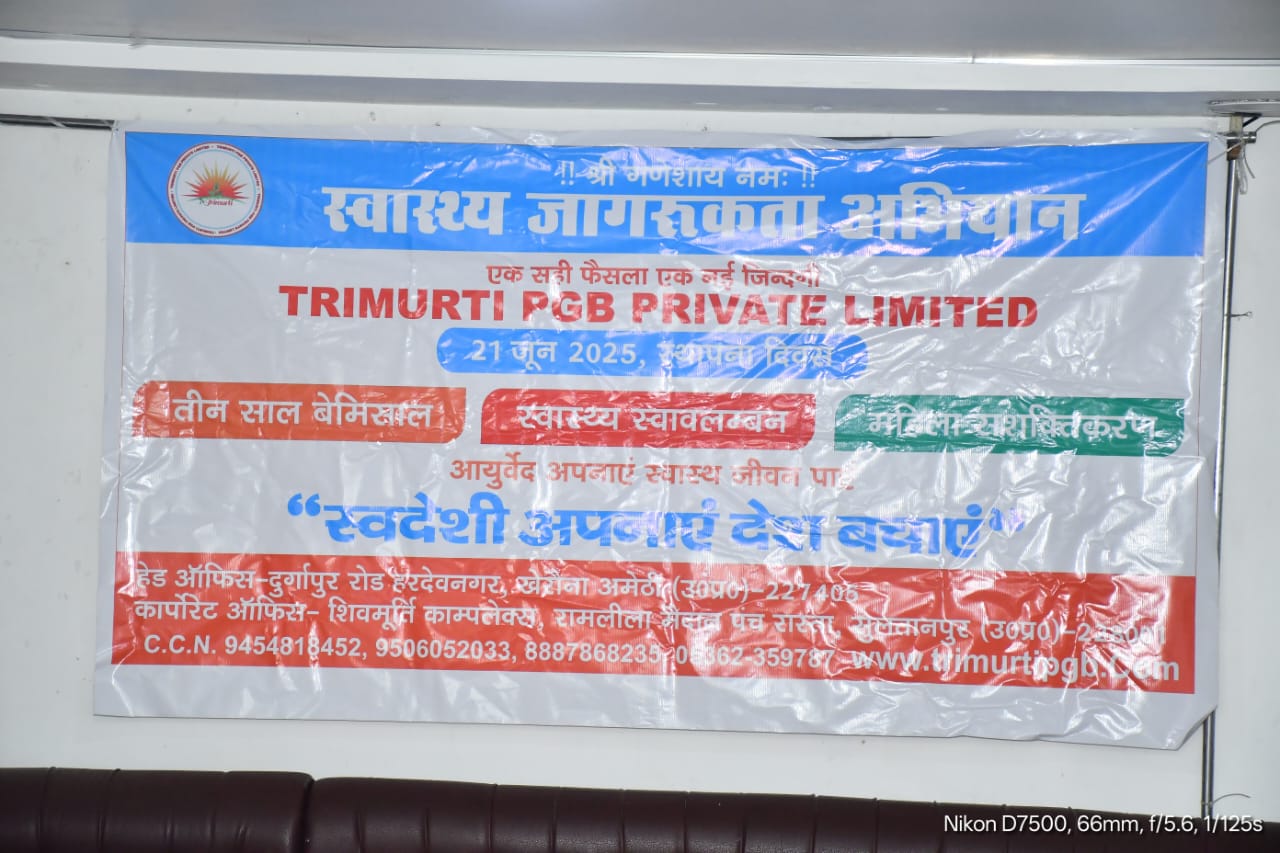 !! श्री गणेशाय नमः !!
स्वास्थ्य जागरुकता अभियान
एक सही फैसला एक नई जिन्दगी
TRIMURTI PGB PRIVATE LIMITED
21 जून 2025, स्थापना दिवस
तीन साल बेमिसाल
स्वास्थ्य स्वावलम्बन
महिला सशक्तिकरण
आयुर्वेद अपनाएं स्वास्थ जीवन पाएं
“स्वदेशी अपनाएं देश बचाएं”
हेड ऑफिस-दुर्गापुर रोड हरदेवनगर, खेरौना अमेठी (उ0प्र0)-227405
कार्पोरेट ऑफिस- शिवमूर्ति काम्पलेक्स, रामलीला मैदान पंच रास्ता, सुलतानपुर (उ0प्र0)-228001
C.C.N. 9454818452, 9506052033, 8887868235, 05362-359787 www.trimurtipgb.Com
Trimurti
Nikon D7500, 66mm, f/5.6, 1/125s